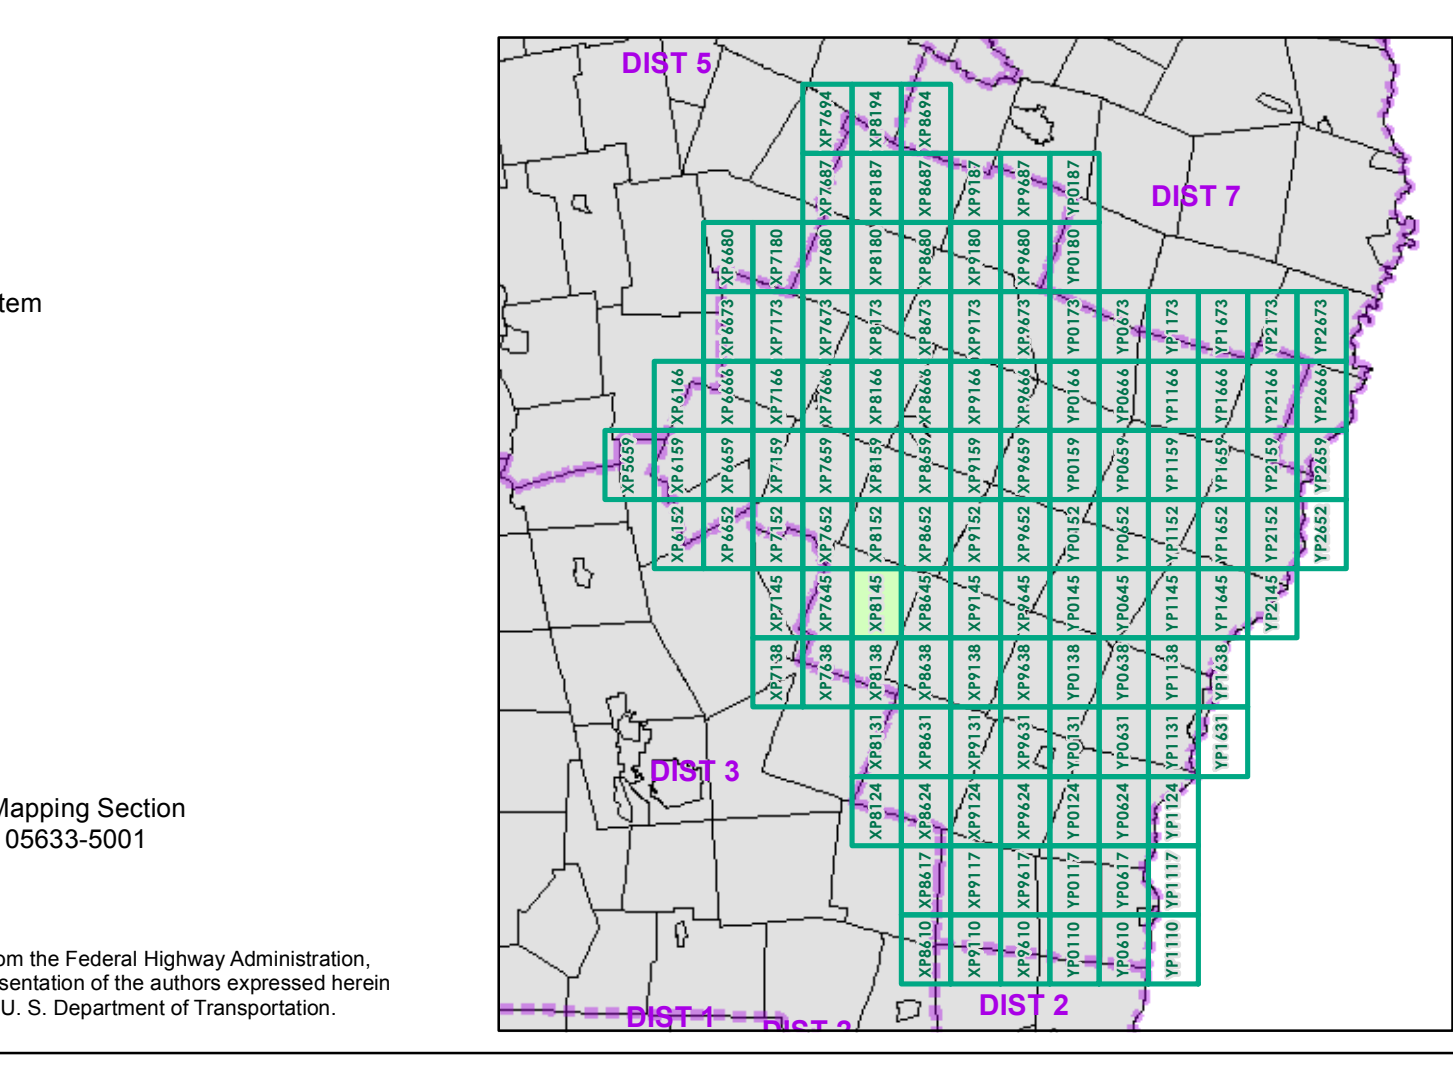 DIST 5
XP7694 XP8194 XP8694
XP7687 XP8187 XP8687 XP9187 XP9687 YP0187
DIST 7
XP6680 XP7180 XP7680 XP8180 XP8680 XP9180 XP9680 YP0180
tem
XP6673 XP7173 XP7673 XP8173 XP8673 XP9173 XP9673 YP0173 YP0673 YP1173 YP1673 YP2173 YP2673
XP6166 XP6666 XP7166 XP7666 XP8166 XP8666 XP9166 XP9666 YP0166 YP0666 YP1166 YP1666 YP2166 YP2666
XP5659 XP6159 XP6659 XP7159 XP7659 XP8159 XP8659 XP9159 XP9659 YP0159 YP0659 YP1159 YP1659 YP2159 YP2659
XP6152 XP6652 XP7152 XP7652 XP8152 XP8652 XP9152 XP9652 YP0152 YP0652 YP1152 YP1652 YP2152 YP2652
XP7145 XP7645 XP8145 XP8645 XP9145 XP9645 YP0145 YP0645 YP1145 YP1645 YP2145
XP7138 XP7638 XP8138 XP8638 XP9138 XP9638 YP0138 YP0638 YP1138 YP1638
XP8131 XP8631 XP9131 XP9631 YP0131 YP0631 YP1131 YP1631
DIST 3
Mapping Section
05633-5001
XP8124 XP8624 XP9124 XP9624 YP0124 YP0624 YP1124
XP8617 XP9117 XP9617 YP0117 YP0617 YP1117
XP8610 XP9110 XP9610 YP0110 YP0610 YP1110
om the Federal Highway Administration,
sentation of the authors expressed herein
U. S. Department of Transportation.
DIST 2
DIST 1
DIST 2